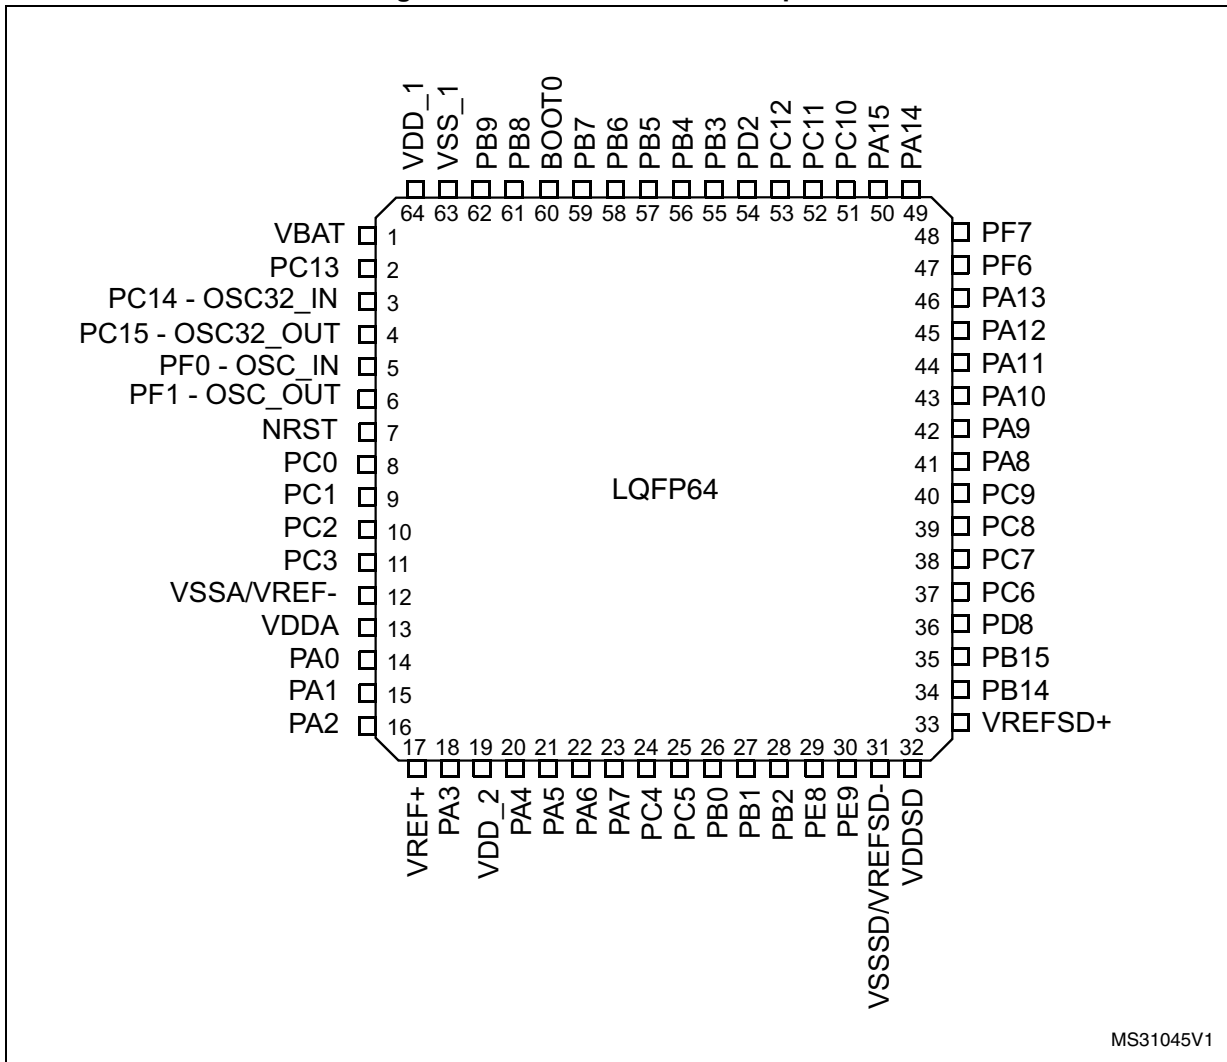 VDD_1
VSS_1
PB9
PB8
BOOT0
PB7
PB6
PB5
PB4
PB3
PD2
PC12
PC11
PC10
PA15
PA14
64 63 62 61 60 59 58 57 56 55 54 53 52 51 50 49
VBAT 1
PC13 2
PC14 - OSC32_IN 3
PC15 - OSC32_OUT 4
PF0 - OSC_IN 5
PF1 - OSC_OUT 6
NRST 7
PC0 8
PC1 9
PC2 10
PC3 11
VSSA/VREF- 12
VDDA 13
PA0 14
PA1 15
PA2 16
LQFP64
48 PF7
47 PF6
46 PA13
45 PA12
44 PA11
43 PA10
42 PA9
41 PA8
40 PC9
39 PC8
38 PC7
37 PC6
36 PD8
35 PB15
34 PB14
33 VREFSD+
17 18 19 20 21 22 23 24 25 26 27 28 29 30 31 32
VREF+
PA3
VDD_2
PA4
PA5
PA6
PA7
PC4
PC5
PB0
PB1
PB2
PE8
PE9
VSSSD/VREFSD-
VDDSD
MS31045V1